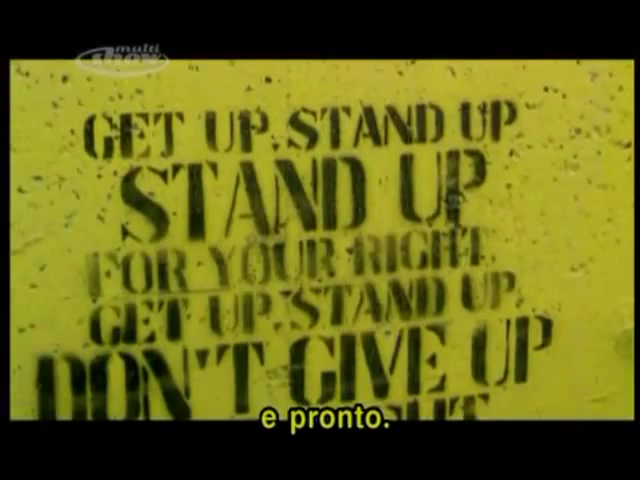 multi
show
GET UP, STAND UP
STAND UP
FOR YOUR RIGHT
GET UP, STAND UP,
DON'T GIVE UP
e pronto.